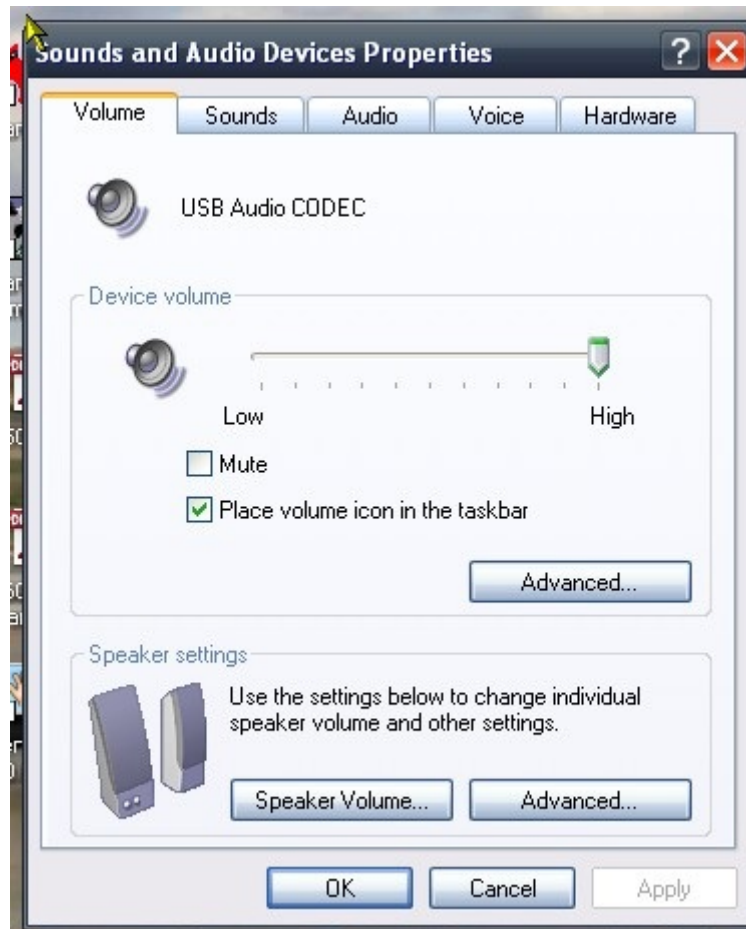 Sounds and Audio Devices Properties
Volume Sounds Audio Voice Hardware
USB Audio CODEC
Device volume
Low High
Mute
Place volume icon in the taskbar
Advanced...
Speaker settings
Use the settings below to change individual
speaker volume and other settings.
Speaker Volume... Advanced...
OK Cancel Apply